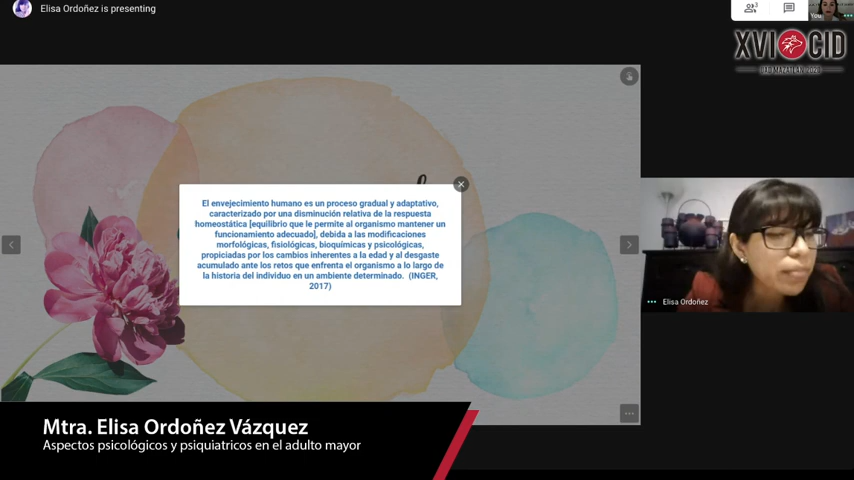 Elisa Ordoñez is presenting
3
You
XVI CID
El envejecimiento humano es un proceso gradual y adaptativo,
caracterizado por una disminución relativa de la respuesta
homeostática [equilibrio que le permite al organismo mantener un
funcionamiento adecuado], debida a las modificaciones
morfológicas, fisiológicas, bioquímicas y psicológicas,
propiciadas por los cambios inherentes a la edad y al desgaste
acumulado ante los retos que enfrenta el organismo a lo largo de
la historia del individuo en un ambiente determinado. (INGER,
2017)
Elisa Ordoñez
Mtra. Elisa Ordoñez Vázquez
Aspectos psicológicos y psiquiatricos en el adulto mayor